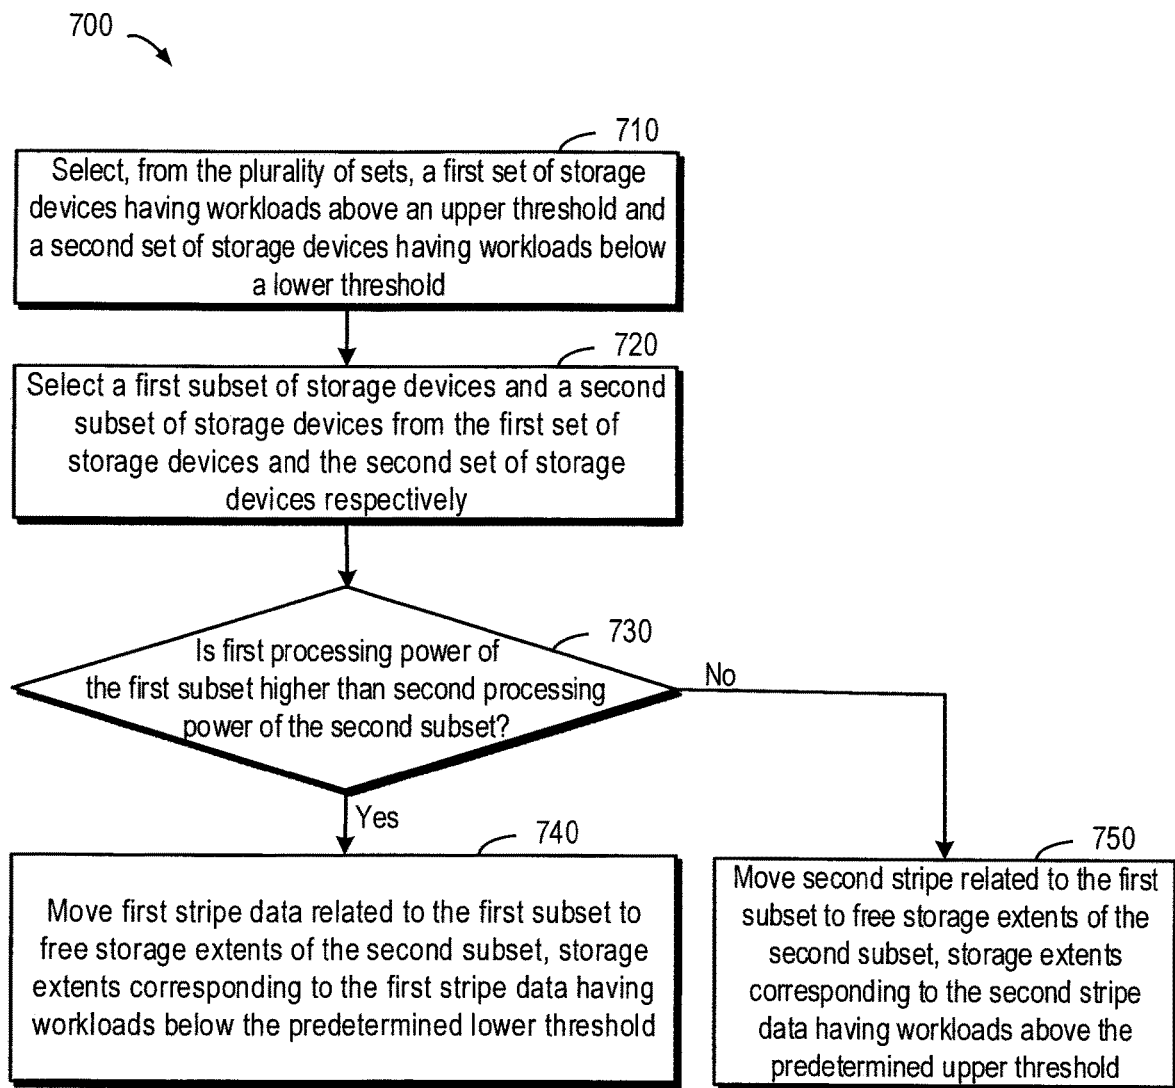 700
710
Select, from the plurality of sets, a first set of storage
devices having workloads above an upper threshold and
a second set of storage devices having workloads below
a lower threshold
720
Select a first subset of storage devices and a second
subset of storage devices from the first set of
storage devices and the second set of storage
devices respectively
730
Is first processing power of
the first subset higher than second processing
power of the second subset?
No
Yes
740
Move first stripe data related to the first subset to
free storage extents of the second subset, storage
extents corresponding to the first stripe data having
workloads below the predetermined lower threshold
750
Move second stripe related to the first
subset to free storage extents of the
second subset, storage extents
corresponding to the second stripe
data having workloads above the
predetermined upper threshold